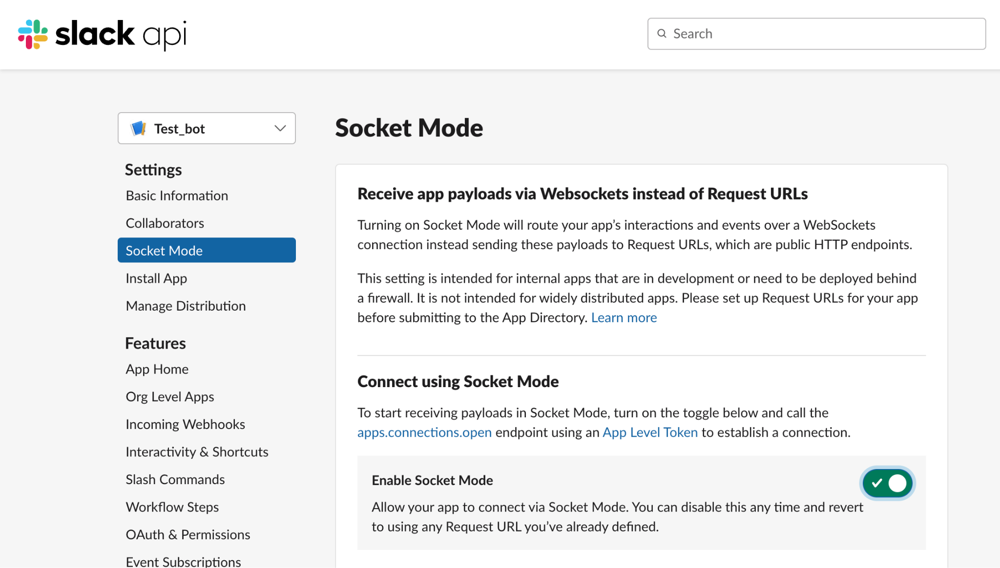 slack api
Search
Test_bot
Settings
Basic Information
Collaborators
Socket Mode
Install App
Manage Distribution
Features
App Home
Org Level Apps
Incoming Webhooks
Interactivity & Shortcuts
Slash Commands
Workflow Steps
OAuth & Permissions
Event Subscriptions
Socket Mode
Receive app payloads via Websockets instead of Request URLs
Turning on Socket Mode will route your app’s interactions and events over a WebSockets
connection instead sending these payloads to Request URLs, which are public HTTP endpoints.
This setting is intended for internal apps that are in development or need to be deployed behind
a firewall. It is not intended for widely distributed apps. Please set up Request URLs for your app
before submitting to the App Directory. Learn more
Connect using Socket Mode
To start receiving payloads in Socket Mode, turn on the toggle below and call the
apps.connections.open endpoint using an App Level Token to establish a connection.
Enable Socket Mode
Allow your app to connect via Socket Mode. You can disable this any time and revert
to using any Request URL you’ve already defined.